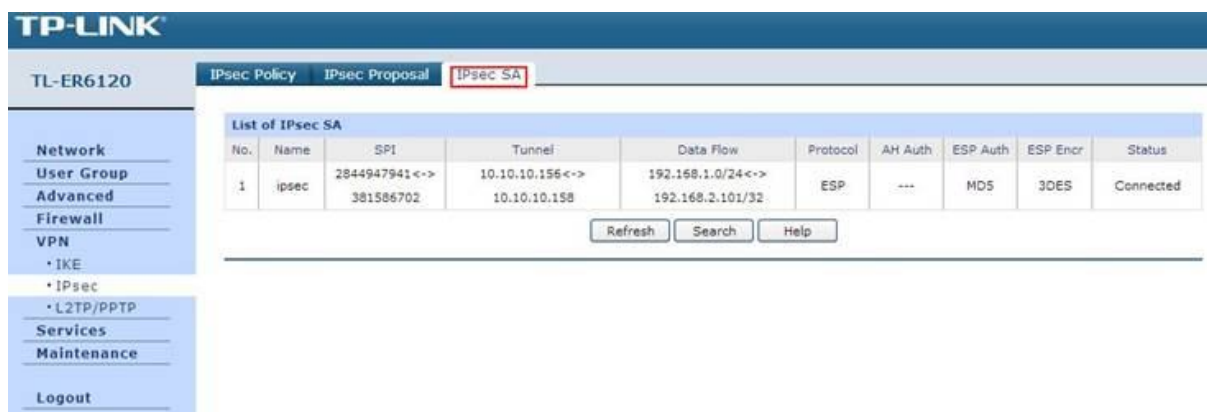 TP-LINK
TL-ER6120
IPsec Policy IPsec Proposal IPsec SA
Network
User Group
Advanced
Firewall
VPN
• IKE
• IPsec
• L2TP/PPTP
Services
Maintenance
Logout
List of IPsec SA
No. Name SPI Tunnel Data Flow Protocol AH Auth ESP Auth ESP Encr Status
2844947941<-> 10.10.10.156<-> 192.168.1.0/24<->
1 ipsec ESP --- MD5 3DES Connected
381586702 10.10.10.158 192.168.2.101/32
Refresh Search Help